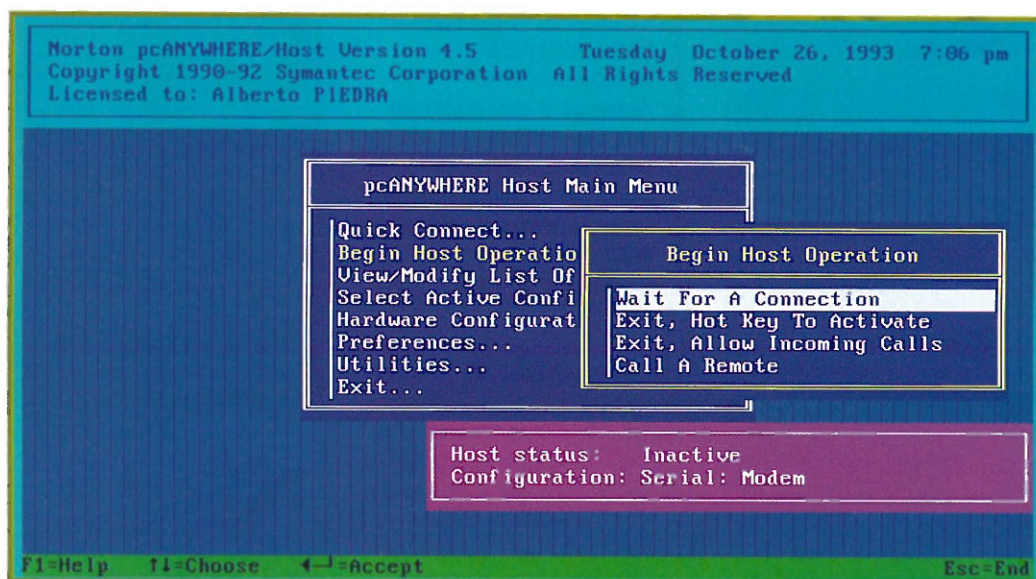 Norton pcANYWHERE/Host Version 4.5 Tuesday October 26, 1993 7:06 pm
Copyright 1990-92 Symantec Corporation All Rights Reserved
Licensed to: Alberto PIEDRA
pcANYWHERE Host Main Menu
Quick Connect...
Begin Host Operatio
View/Modify List Of
Select Active Confi
Hardware Configurat
Preferences...
Utilities...
Exit...
Begin Host Operation
Wait For A Connection
Exit, Hot Key To Activate
Exit, Allow Incoming Calls
Call A Remote
Host status: Inactive
Configuration: Serial: Modem
F1=Help ↑↓=Choose ←┘=Accept Esc=End